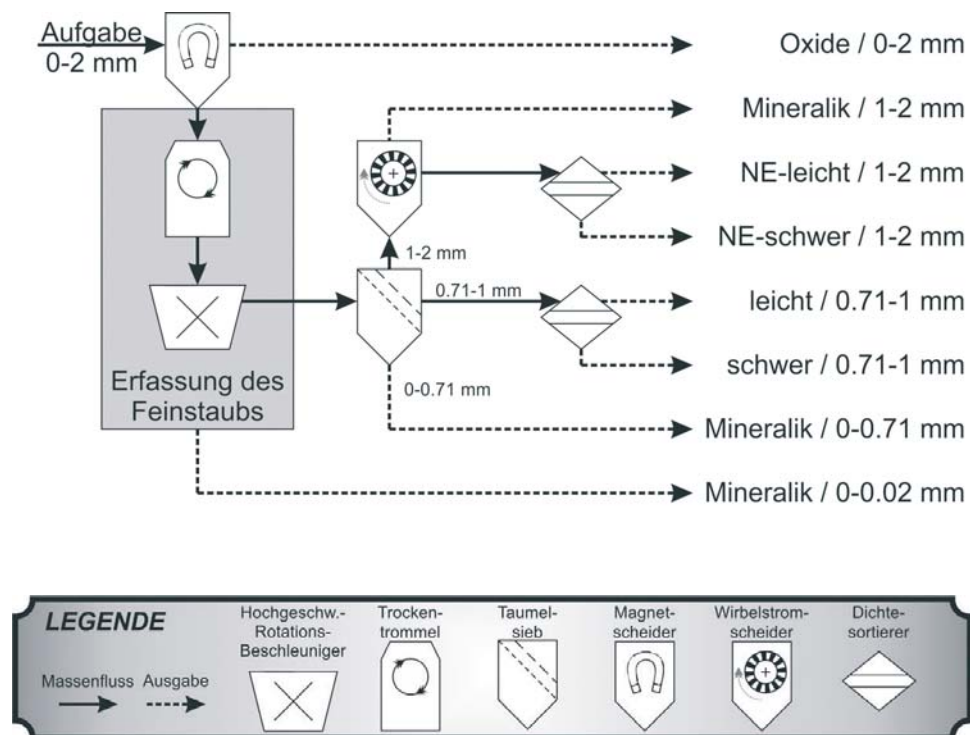 Aufgabe
0-2 mm
Oxide / 0-2 mm
Mineralik / 1-2 mm
NE-leicht / 1-2 mm
NE-schwer / 1-2 mm
1-2 mm
0.71-1 mm
leicht / 0.71-1 mm
schwer / 0.71-1 mm
Erfassung des
Feinstaubs
0-0.71 mm
Mineralik / 0-0.71 mm
Mineralik / 0-0.02 mm
LEGENDE
Massenfluss
Ausgabe
Hochgeschw.-
Rotations-
Beschleuniger
Trocken-
trommel
Taumel-
sieb
Magnet-
scheider
Wirbelstrom-
scheider
Dichte-
sortierer